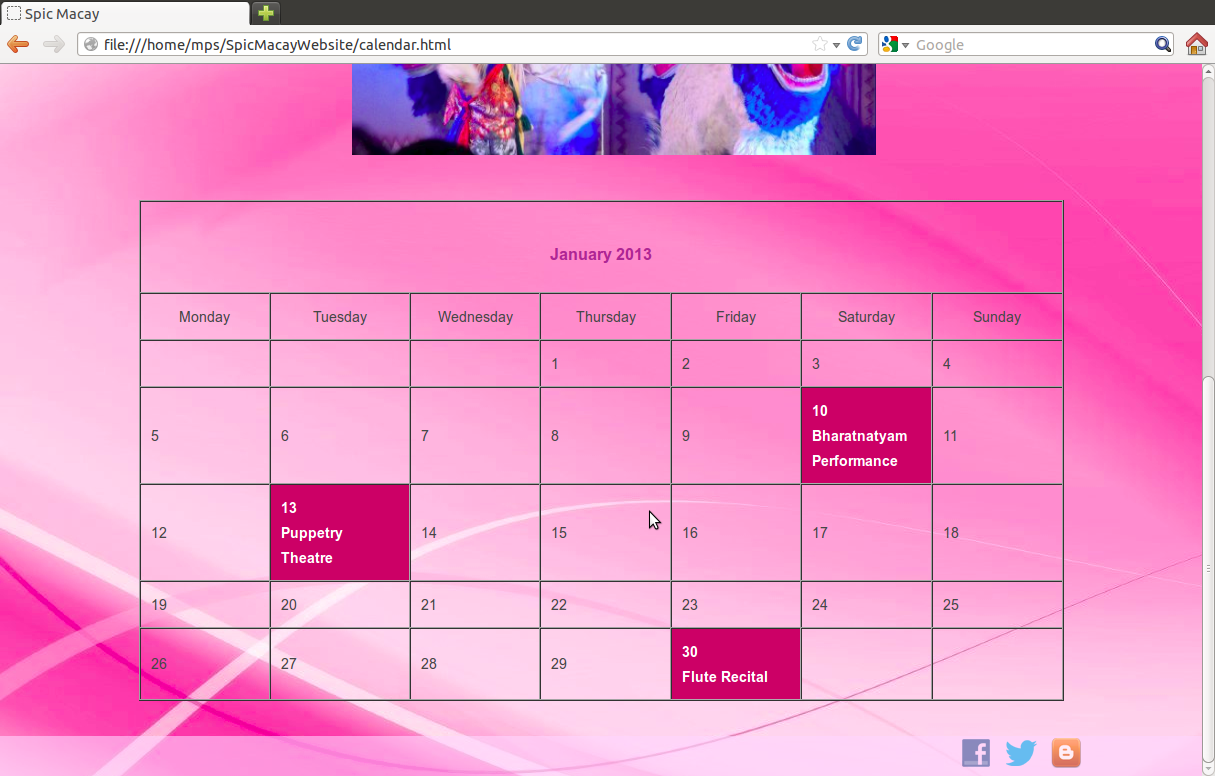 Spic Macay
file:///home/mps/SpicMacayWebsite/calendar.html
Google
January 2013
Monday Tuesday Wednesday Thursday Friday Saturday Sunday
1 2 3 4
5 6 7 8 9 10 Bharatnatyam Performance 11
12 13 Puppetry Theatre 14 15 16 17 18
19 20 21 22 23 24 25
26 27 28 29 30 Flute Recital